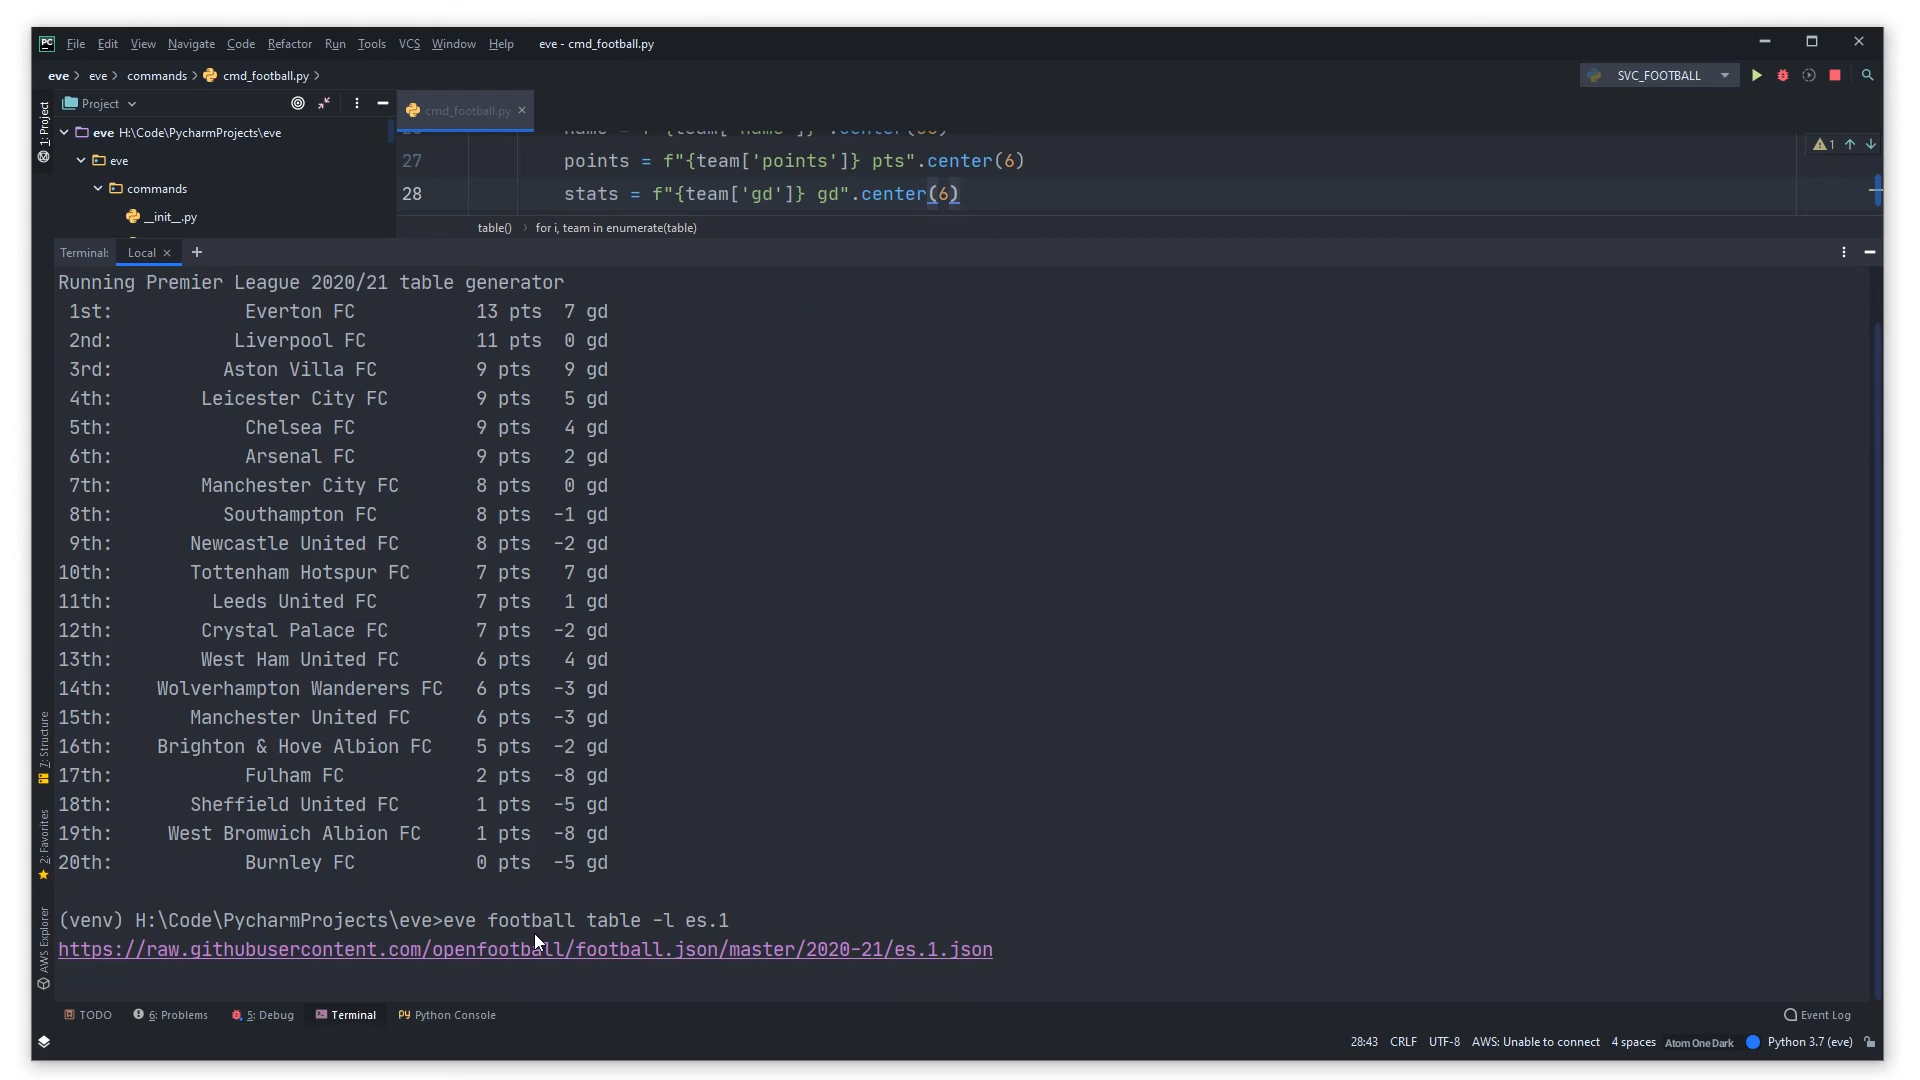 File Edit View Navigate Code Refactor Run Tools VCS Window Help eve - cmd_football.py
eve eve commands cmd_football.py SVC_FOOTBALL
1: Project
Project
cmd_football.py
eve H:\Code\PycharmProjects\eve
eve
commands
__init__.py
27 points = f"{team['points']} pts".center(6)
28 stats = f"{team['gd']} gd".center(6)
1
table() for i, team in enumerate(table)
Terminal: Local +
Running Premier League 2020/21 table generator
1st: Everton FC 13 pts 7 gd
2nd: Liverpool FC 11 pts 0 gd
3rd: Aston Villa FC 9 pts 9 gd
4th: Leicester City FC 9 pts 5 gd
5th: Chelsea FC 9 pts 4 gd
6th: Arsenal FC 9 pts 2 gd
7th: Manchester City FC 8 pts 0 gd
8th: Southampton FC 8 pts -1 gd
9th: Newcastle United FC 8 pts -2 gd
10th: Tottenham Hotspur FC 7 pts 7 gd
11th: Leeds United FC 7 pts 1 gd
12th: Crystal Palace FC 7 pts -2 gd
13th: West Ham United FC 6 pts 4 gd
14th: Wolverhampton Wanderers FC 6 pts -3 gd
15th: Manchester United FC 6 pts -3 gd
16th: Brighton & Hove Albion FC 5 pts -2 gd
17th: Fulham FC 2 pts -8 gd
18th: Sheffield United FC 1 pts -5 gd
19th: West Bromwich Albion FC 1 pts -8 gd
20th: Burnley FC 0 pts -5 gd
(venv) H:\Code\PycharmProjects\eve>eve football table -l es.1
https://raw.githubusercontent.com/openfootball/football.json/master/2020-21/es.1.json
7: Structure
2: Favorites
AWS Explorer
TODO 6: Problems 5: Debug Terminal Python Console Event Log
28:43 CRLF UTF-8 AWS: Unable to connect 4 spaces Atom One Dark Python 3.7 (eve)